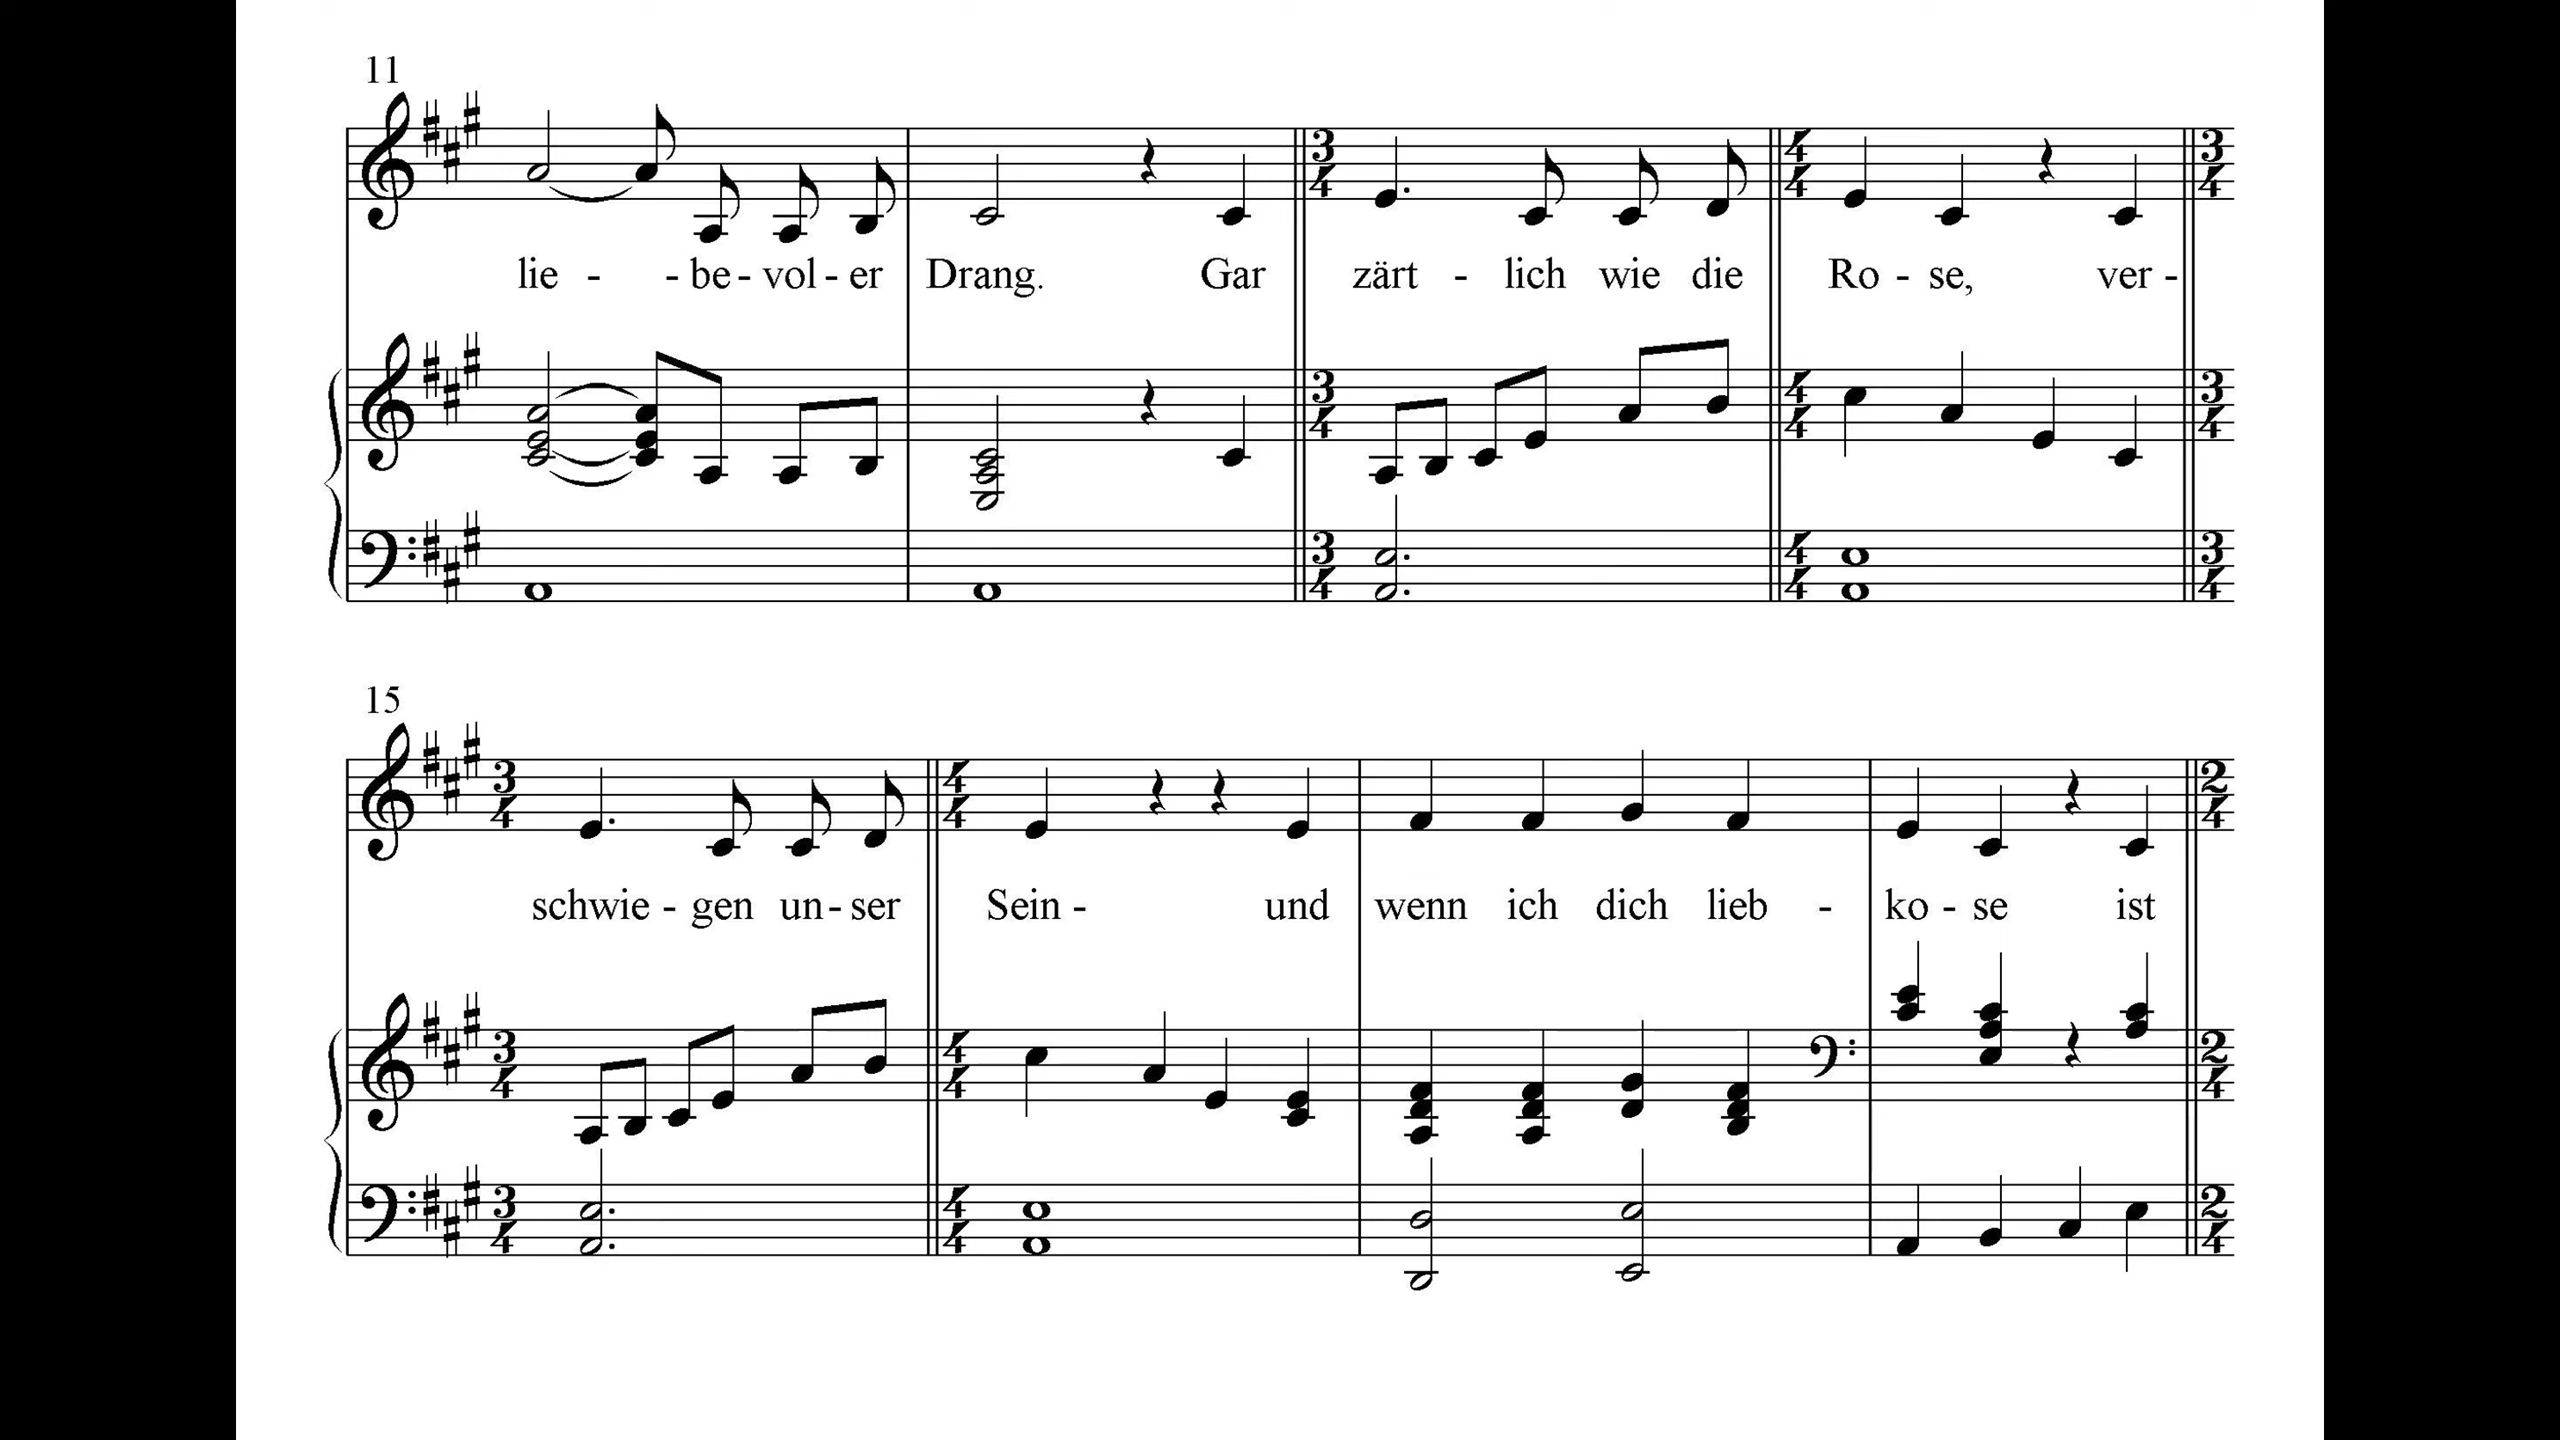 11
lie - - be - vol - er Drang. Gar zärt - lich wie die Ro - se, ver -
15
schwie - gen un - ser Sein - und wenn ich dich lieb - ko - se ist